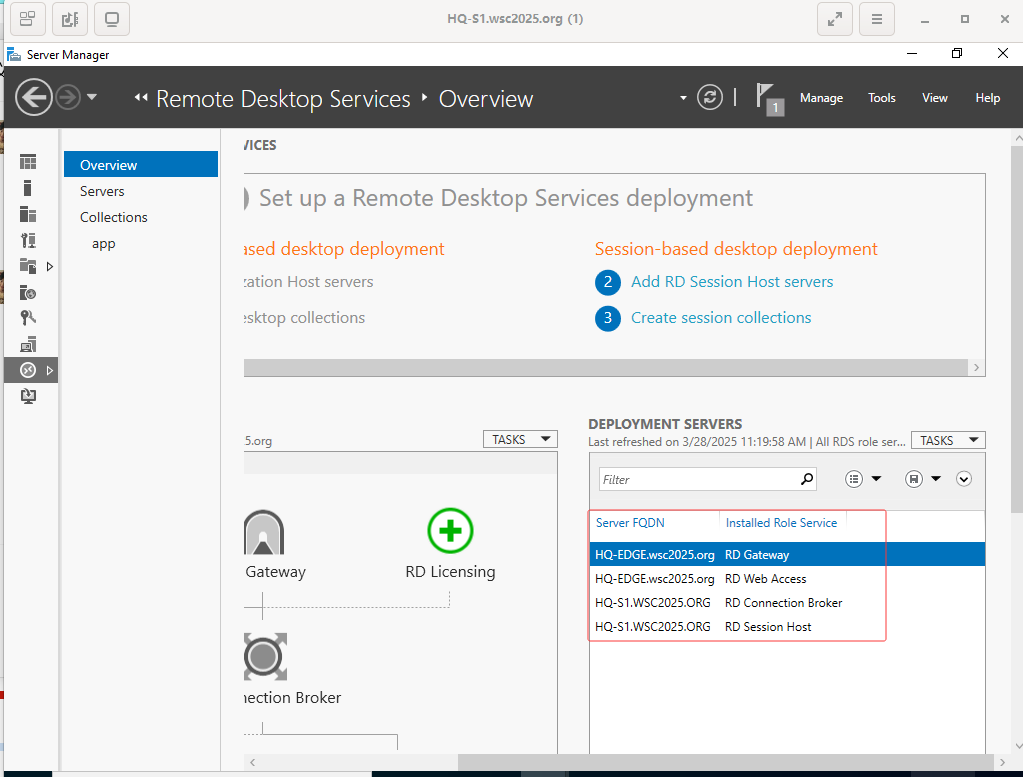 HQ-S1.wsc2025.org (1)
Server Manager
Remote Desktop Services Overview
1
Manage Tools View Help
Overview
Servers
Collections
app
VICES
Set up a Remote Desktop Services deployment
ased desktop deployment
zation Host servers
esktop collections
Session-based desktop deployment
2 Add RD Session Host servers
3 Create session collections
5.org
TASKS
Gateway
RD Licensing
nection Broker
DEPLOYMENT SERVERS
Last refreshed on 3/28/2025 11:19:58 AM | All RDS role ser...
TASKS
Filter
Server FQDN Installed Role Service
HQ-EDGE.wsc2025.org RD Gateway
HQ-EDGE.wsc2025.org RD Web Access
HQ-S1.WSC2025.ORG RD Connection Broker
HQ-S1.WSC2025.ORG RD Session Host